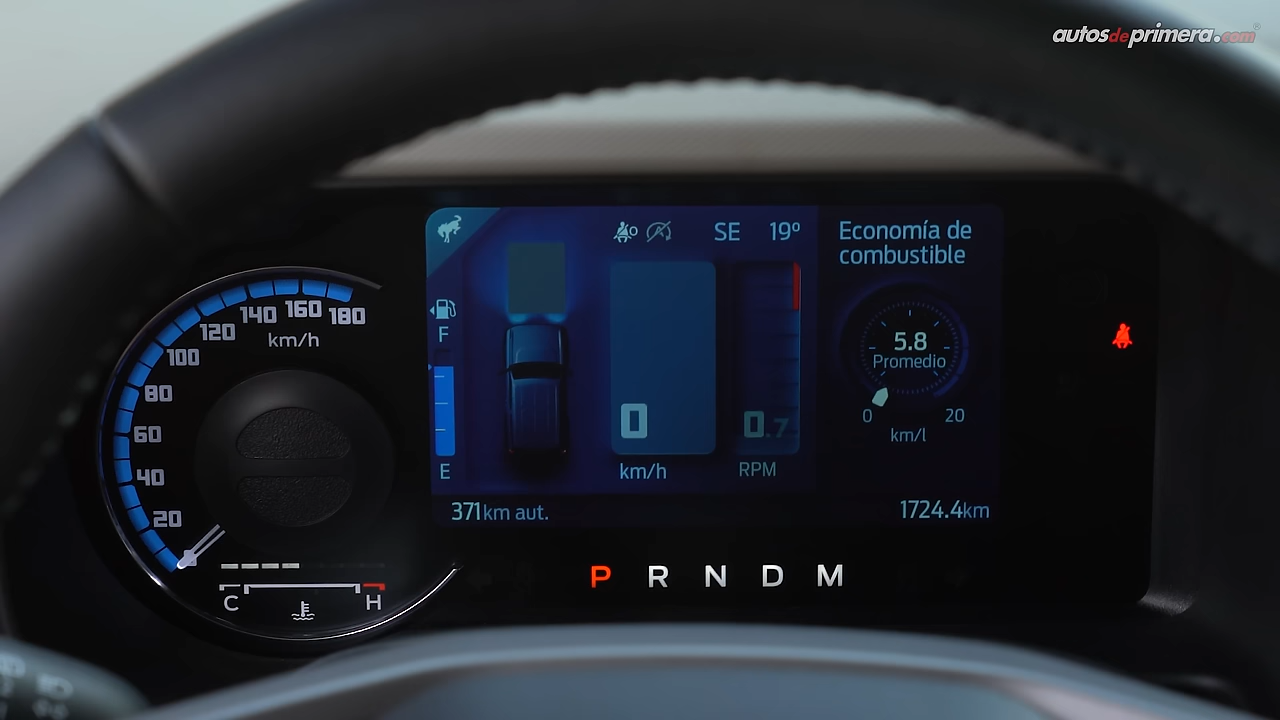 autosdeprimera.com
SE 19º
Economía de
combustible
180
160
140
120
100
80
60
40
20
km/h
F
E
0
km/h
0.7
RPM
5.8
Promedio
0 20
km/l
371km aut.
1724.4km
C H
P R N D M